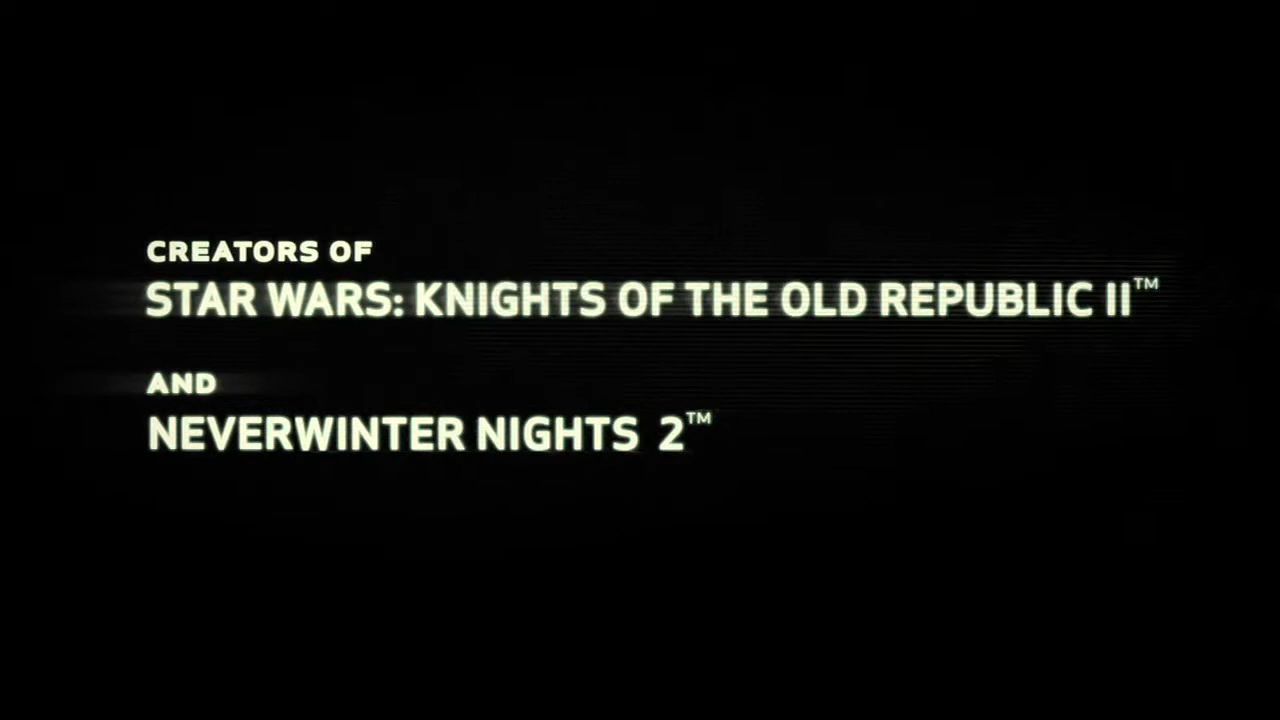 CREATORS OF
STAR WARS: KNIGHTS OF THE OLD REPUBLIC II™
AND
NEVERWINTER NIGHTS 2™